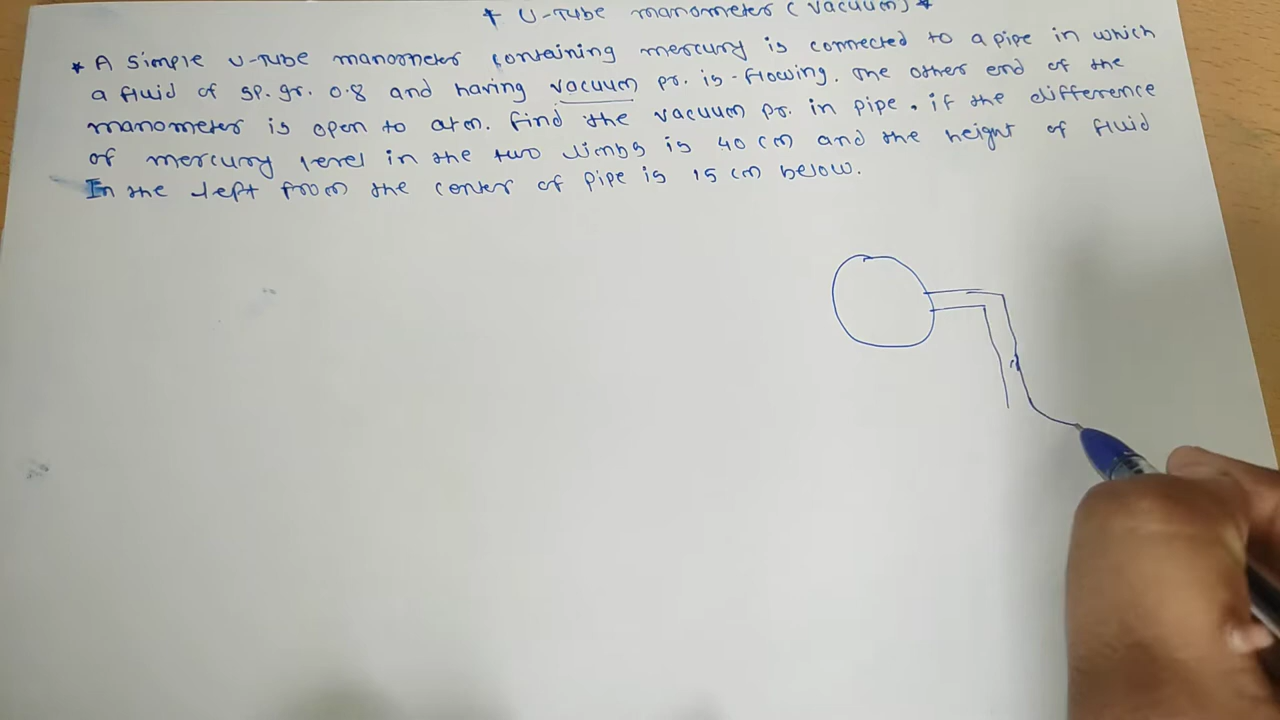 * U-Tube manometer (vacuum) *
* A simple U-Tube manometer containing mercury is connected to a pipe in which
a fluid of sp. gr. 0.8 and having vacuum pr. is flowing. The other end of the
manometer is open to atm. find the vacuum pr. in pipe, if the difference
of mercury level in the two limbs is 40 cm and the height of fluid
In the left from the center of pipe is 15 cm below.